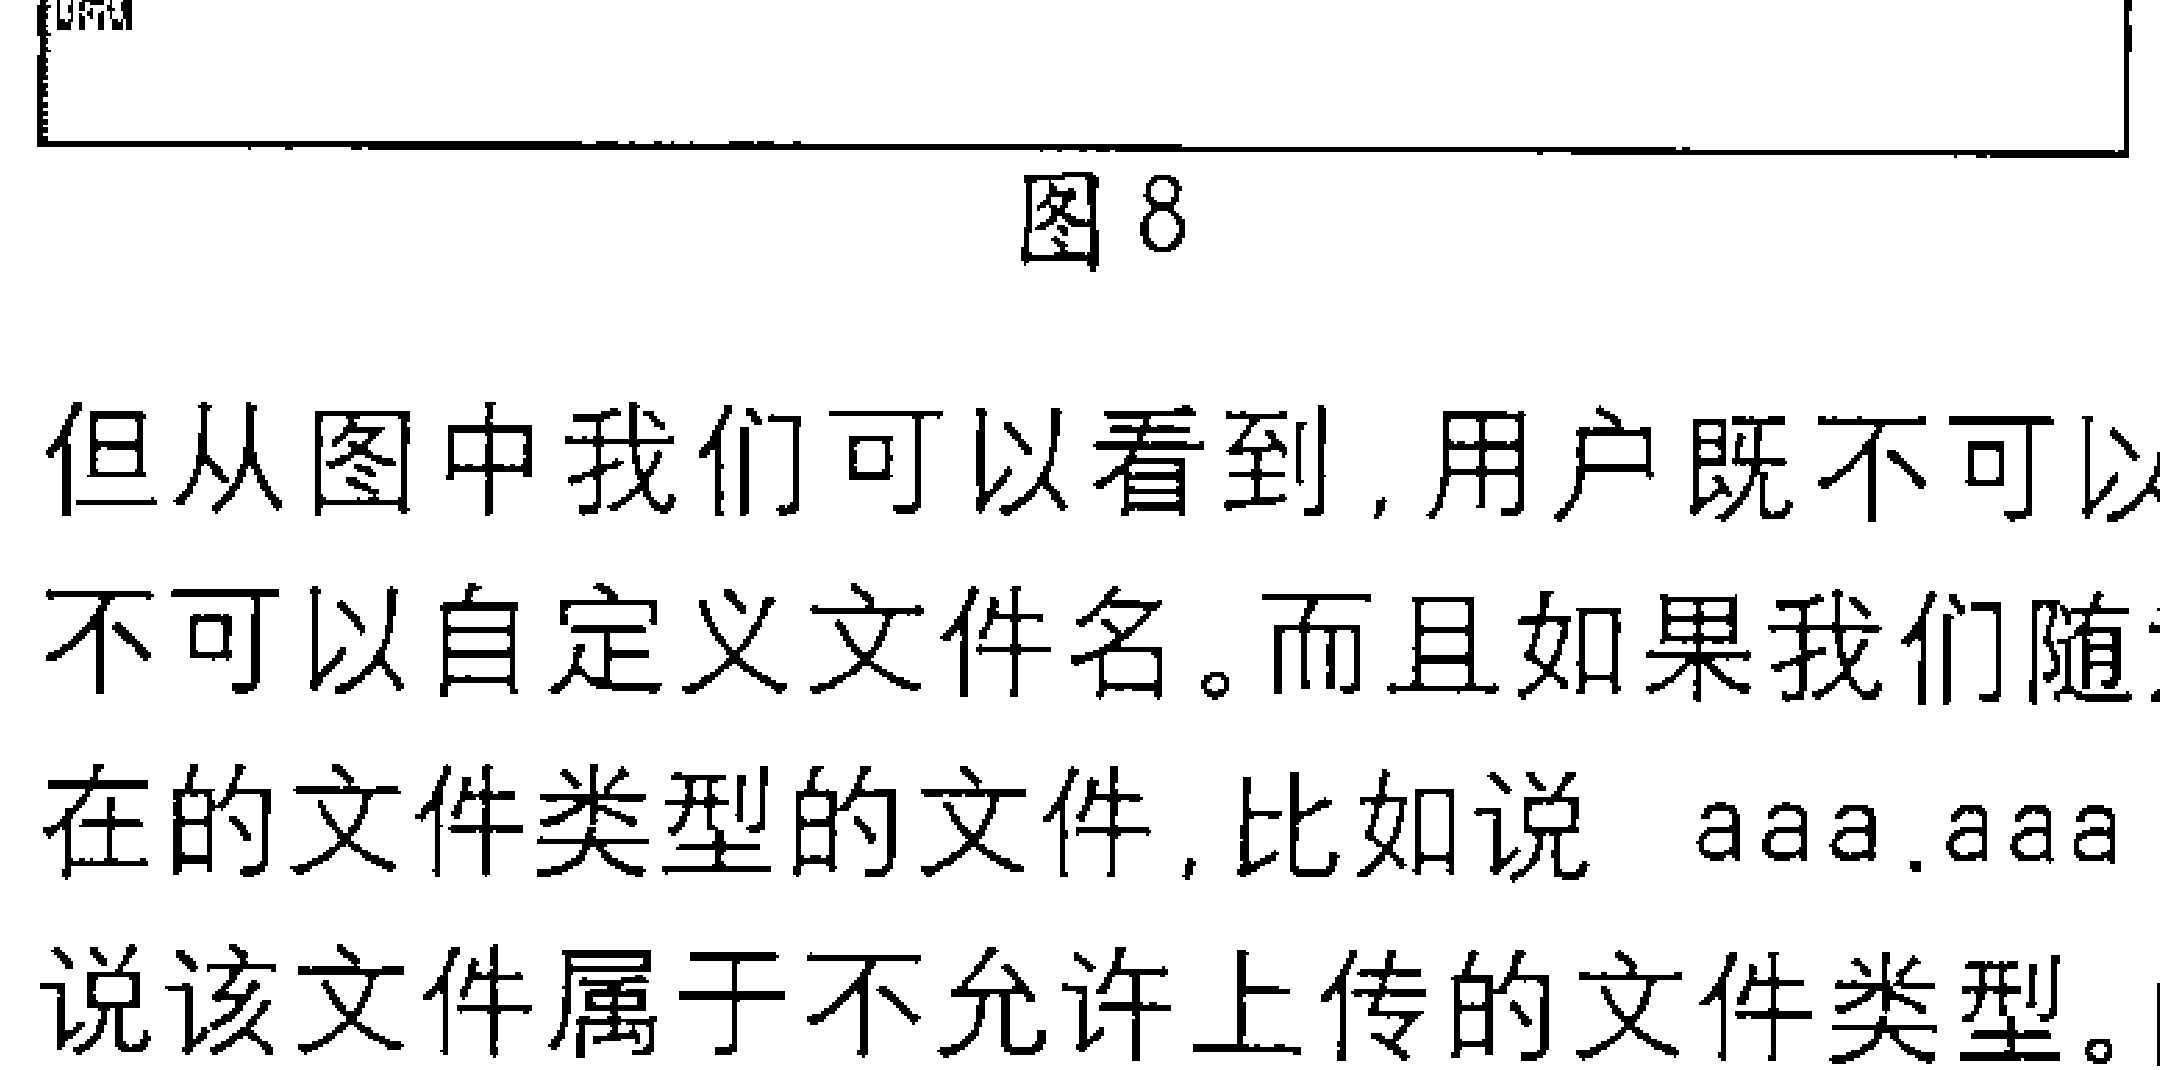 图 8
但从图中我们可以看到,用户既不可以
不可以自定义文件名。而且如果我们随
在的文件类型的文件,比如说 aaa.aaa
说该文件属于不允许上传的文件类型。